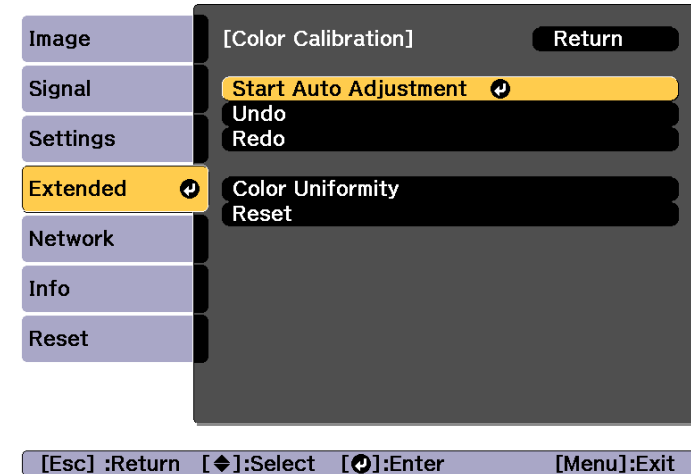 Image
Signal
Settings
Extended
Network
Info
Reset
[Color Calibration] Return
Start Auto Adjustment
Undo
Redo
Color Uniformity
Reset
[Esc] :Return [◆]:Select [↵]:Enter [Menu]:Exit